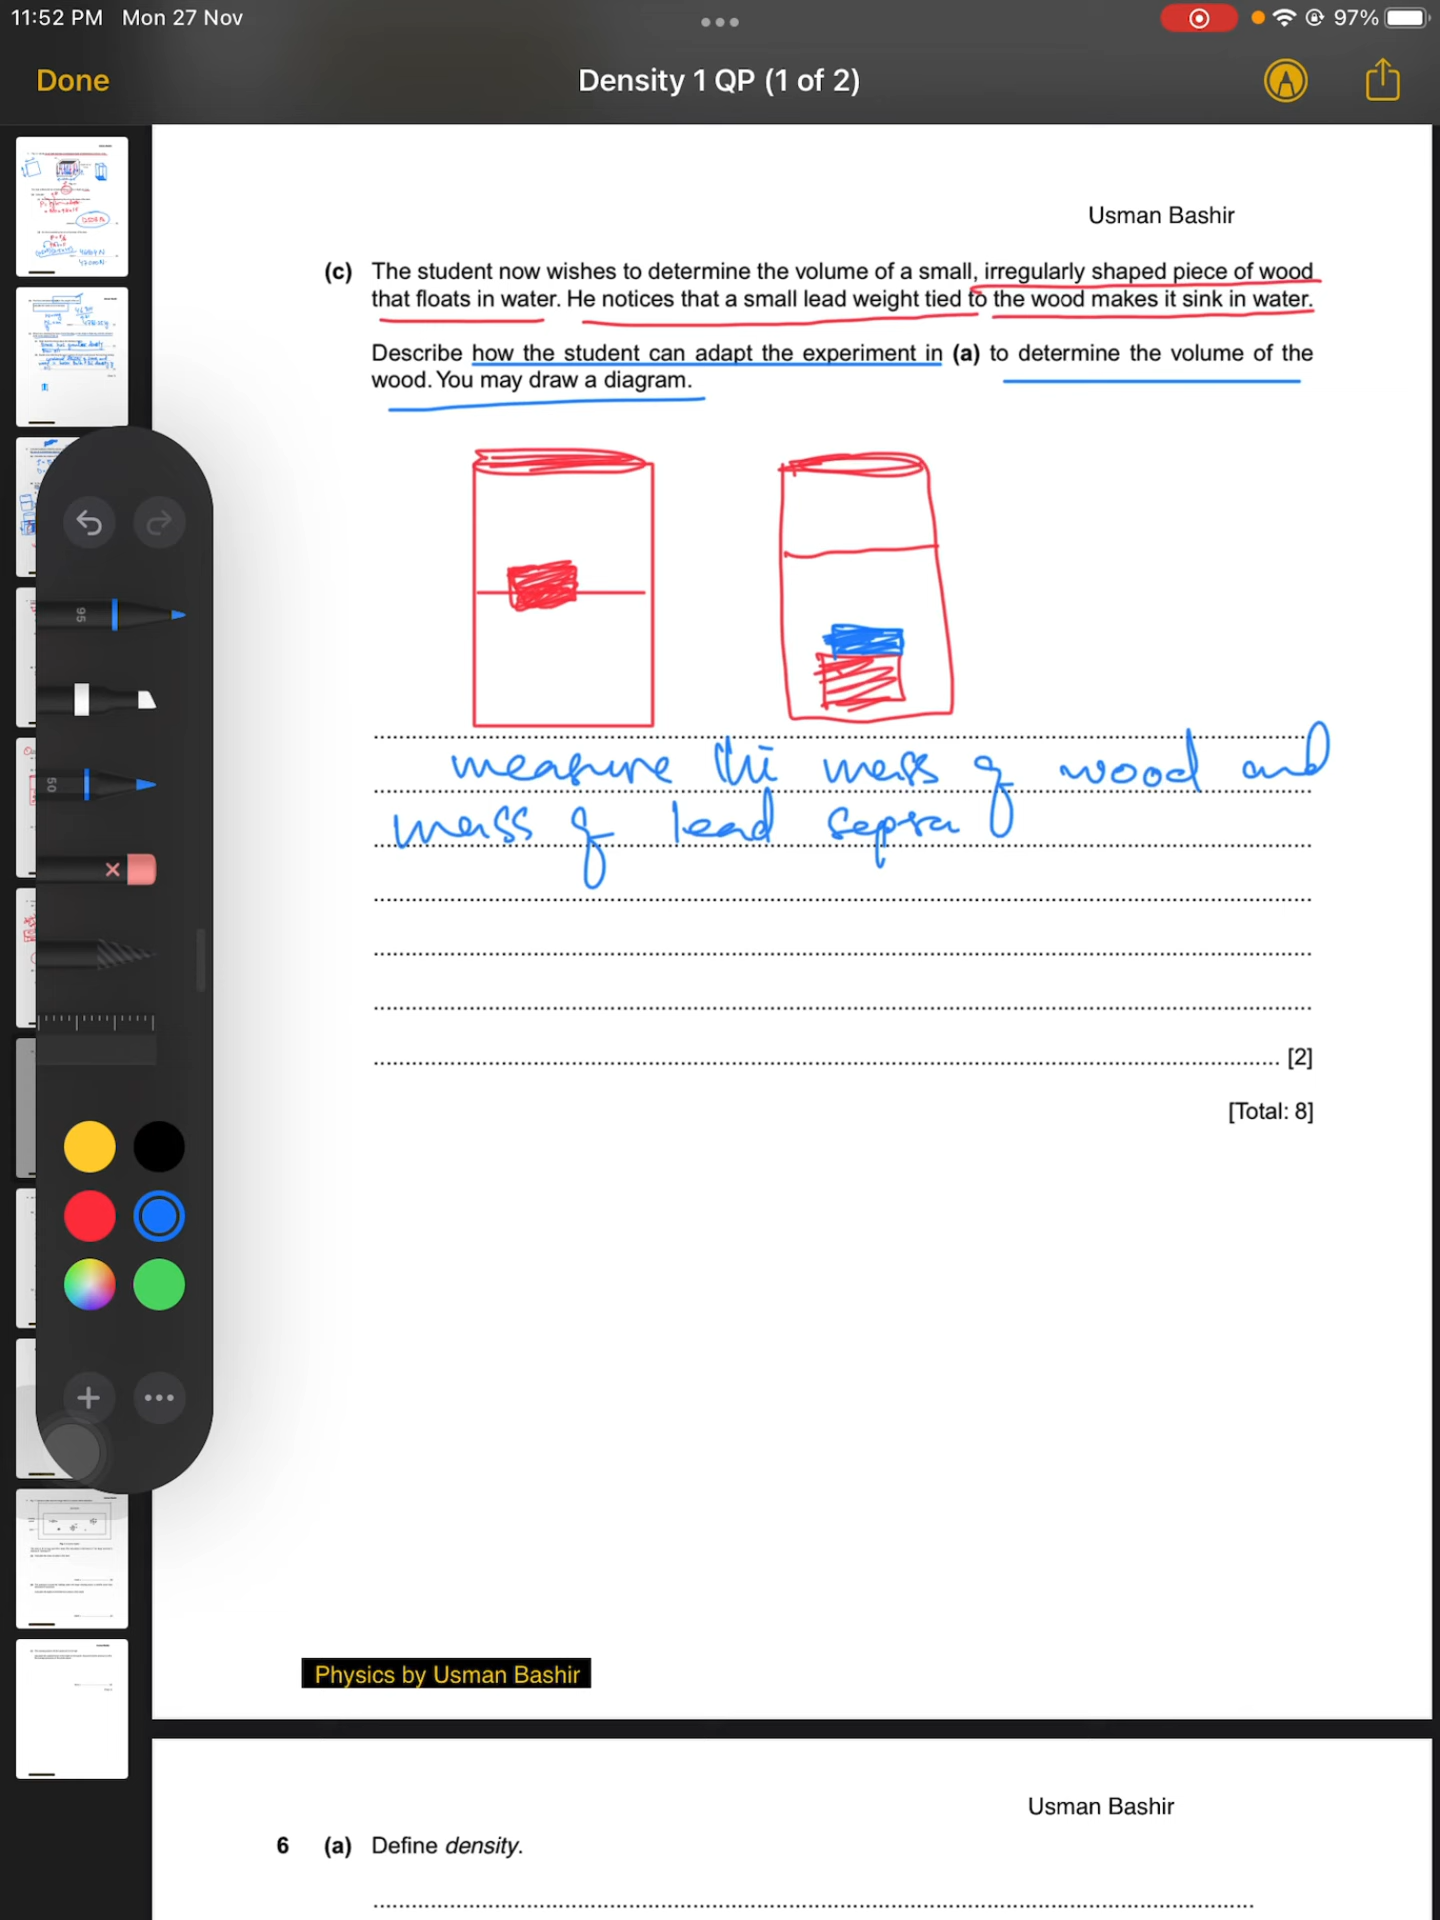 11:52 PM Mon 27 Nov
97%
Done
Density 1 QP (1 of 2)
Usman Bashir
(c) The student now wishes to determine the volume of a small, irregularly shaped piece of wood
that floats in water. He notices that a small lead weight tied to the wood makes it sink in water.
Describe how the student can adapt the experiment in (a) to determine the volume of the
wood. You may draw a diagram.
measure the mass of wood and
mass of lead sepra
[2]
[Total: 8]
95
50
Physics by Usman Bashir
Usman Bashir
6 (a) Define density.